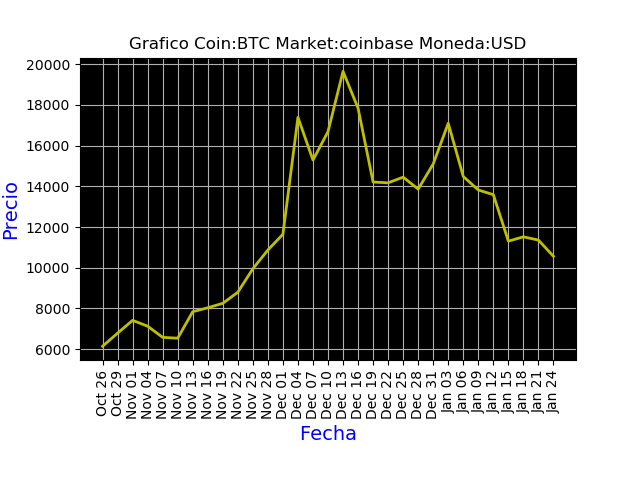 Grafico Coin:BTC Market:coinbase Moneda:USD
20000
18000
16000
14000
12000
10000
8000
6000
Precio
Oct 26
Oct 29
Nov 01
Nov 04
Nov 07
Nov 10
Nov 13
Nov 16
Nov 19
Nov 22
Nov 25
Nov 28
Dec 01
Dec 04
Dec 07
Dec 10
Dec 13
Dec 16
Dec 19
Dec 22
Dec 25
Dec 28
Dec 31
Jan 03
Jan 06
Jan 09
Jan 12
Jan 15
Jan 18
Jan 21
Jan 24
Fecha